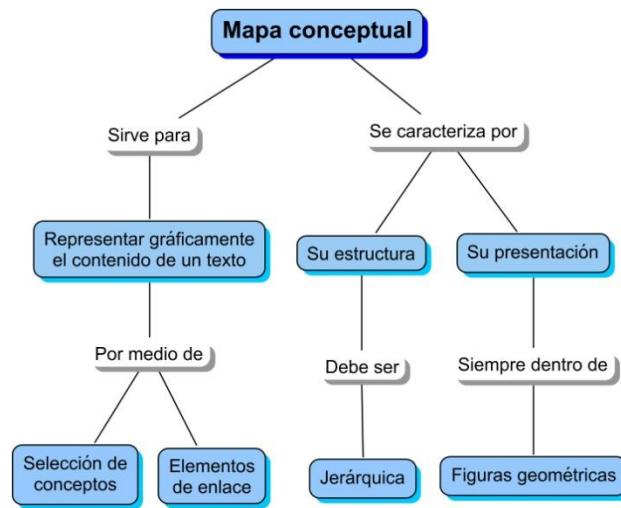 Mapa conceptual
Sirve para
Se caracteriza por
Representar gráficamente
el contenido de un texto
Su estructura
Su presentación
Por medio de
Debe ser
Siempre dentro de
Selección de
conceptos
Elementos
de enlace
Jerárquica
Figuras geométricas